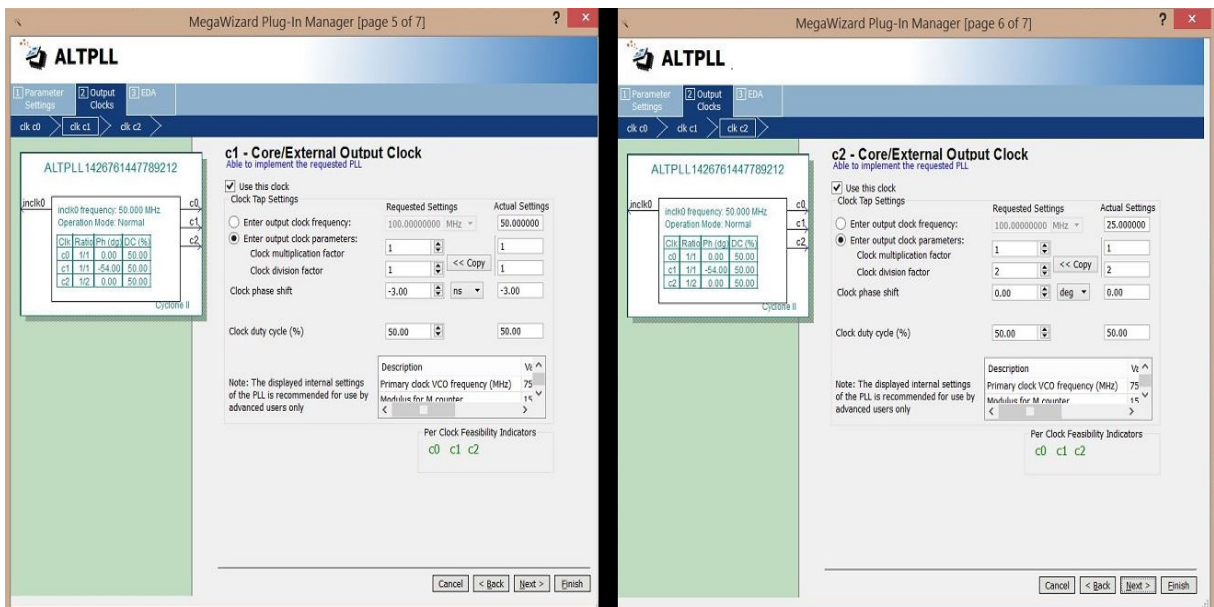 MegaWizard Plug-In Manager [page 5 of 7]
ALTPLL
1 Parameter Settings
2 Output Clocks
3 EDA
clk c0
clk c1
clk c2
ALTPLL1426761447789212
inclk0
inclk0 frequency: 50.000 MHz
Operation Mode: Normal
Clk Ratio Ph (dg) DC (%)
c0 1/1 0.00 50.00
c1 1/1 -54.00 50.00
c2 1/2 0.00 50.00
c0
c1
c2
Cyclone II
c1 - Core/External Output Clock
Able to implement the requested PLL
Use this clock
Clock Tap Settings
Requested Settings Actual Settings
Enter output clock frequency: 100.00000000 MHz 50.000000
Enter output clock parameters:
Clock multiplication factor 1 1
Clock division factor 1 << Copy 1
Clock phase shift -3.00 ns -3.00
Clock duty cycle (%) 50.00 50.00
Description
Primary clock VCO frequency (MHz) 75
Modulus for M counter 15
Note: The displayed internal settings
of the PLL is recommended for use by
advanced users only
Per Clock Feasibility Indicators
c0 c1 c2
Cancel < Back Next > Finish
MegaWizard Plug-In Manager [page 6 of 7]
ALTPLL
1 Parameter Settings
2 Output Clocks
3 EDA
clk c0
clk c1
clk c2
ALTPLL1426761447789212
inclk0
inclk0 frequency: 50.000 MHz
Operation Mode: Normal
Clk Ratio Ph (dg) DC (%)
c0 1/1 0.00 50.00
c1 1/1 -54.00 50.00
c2 1/2 0.00 50.00
c0
c1
c2
Cyclone II
c2 - Core/External Output Clock
Able to implement the requested PLL
Use this clock
Clock Tap Settings
Requested Settings Actual Settings
Enter output clock frequency: 100.00000000 MHz 25.000000
Enter output clock parameters:
Clock multiplication factor 1 1
Clock division factor 2 << Copy 2
Clock phase shift 0.00 deg 0.00
Clock duty cycle (%) 50.00 50.00
Description
Primary clock VCO frequency (MHz) 75
Modulus for M counter 15
Note: The displayed internal settings
of the PLL is recommended for use by
advanced users only
Per Clock Feasibility Indicators
c0 c1 c2
Cancel < Back Next > Finish